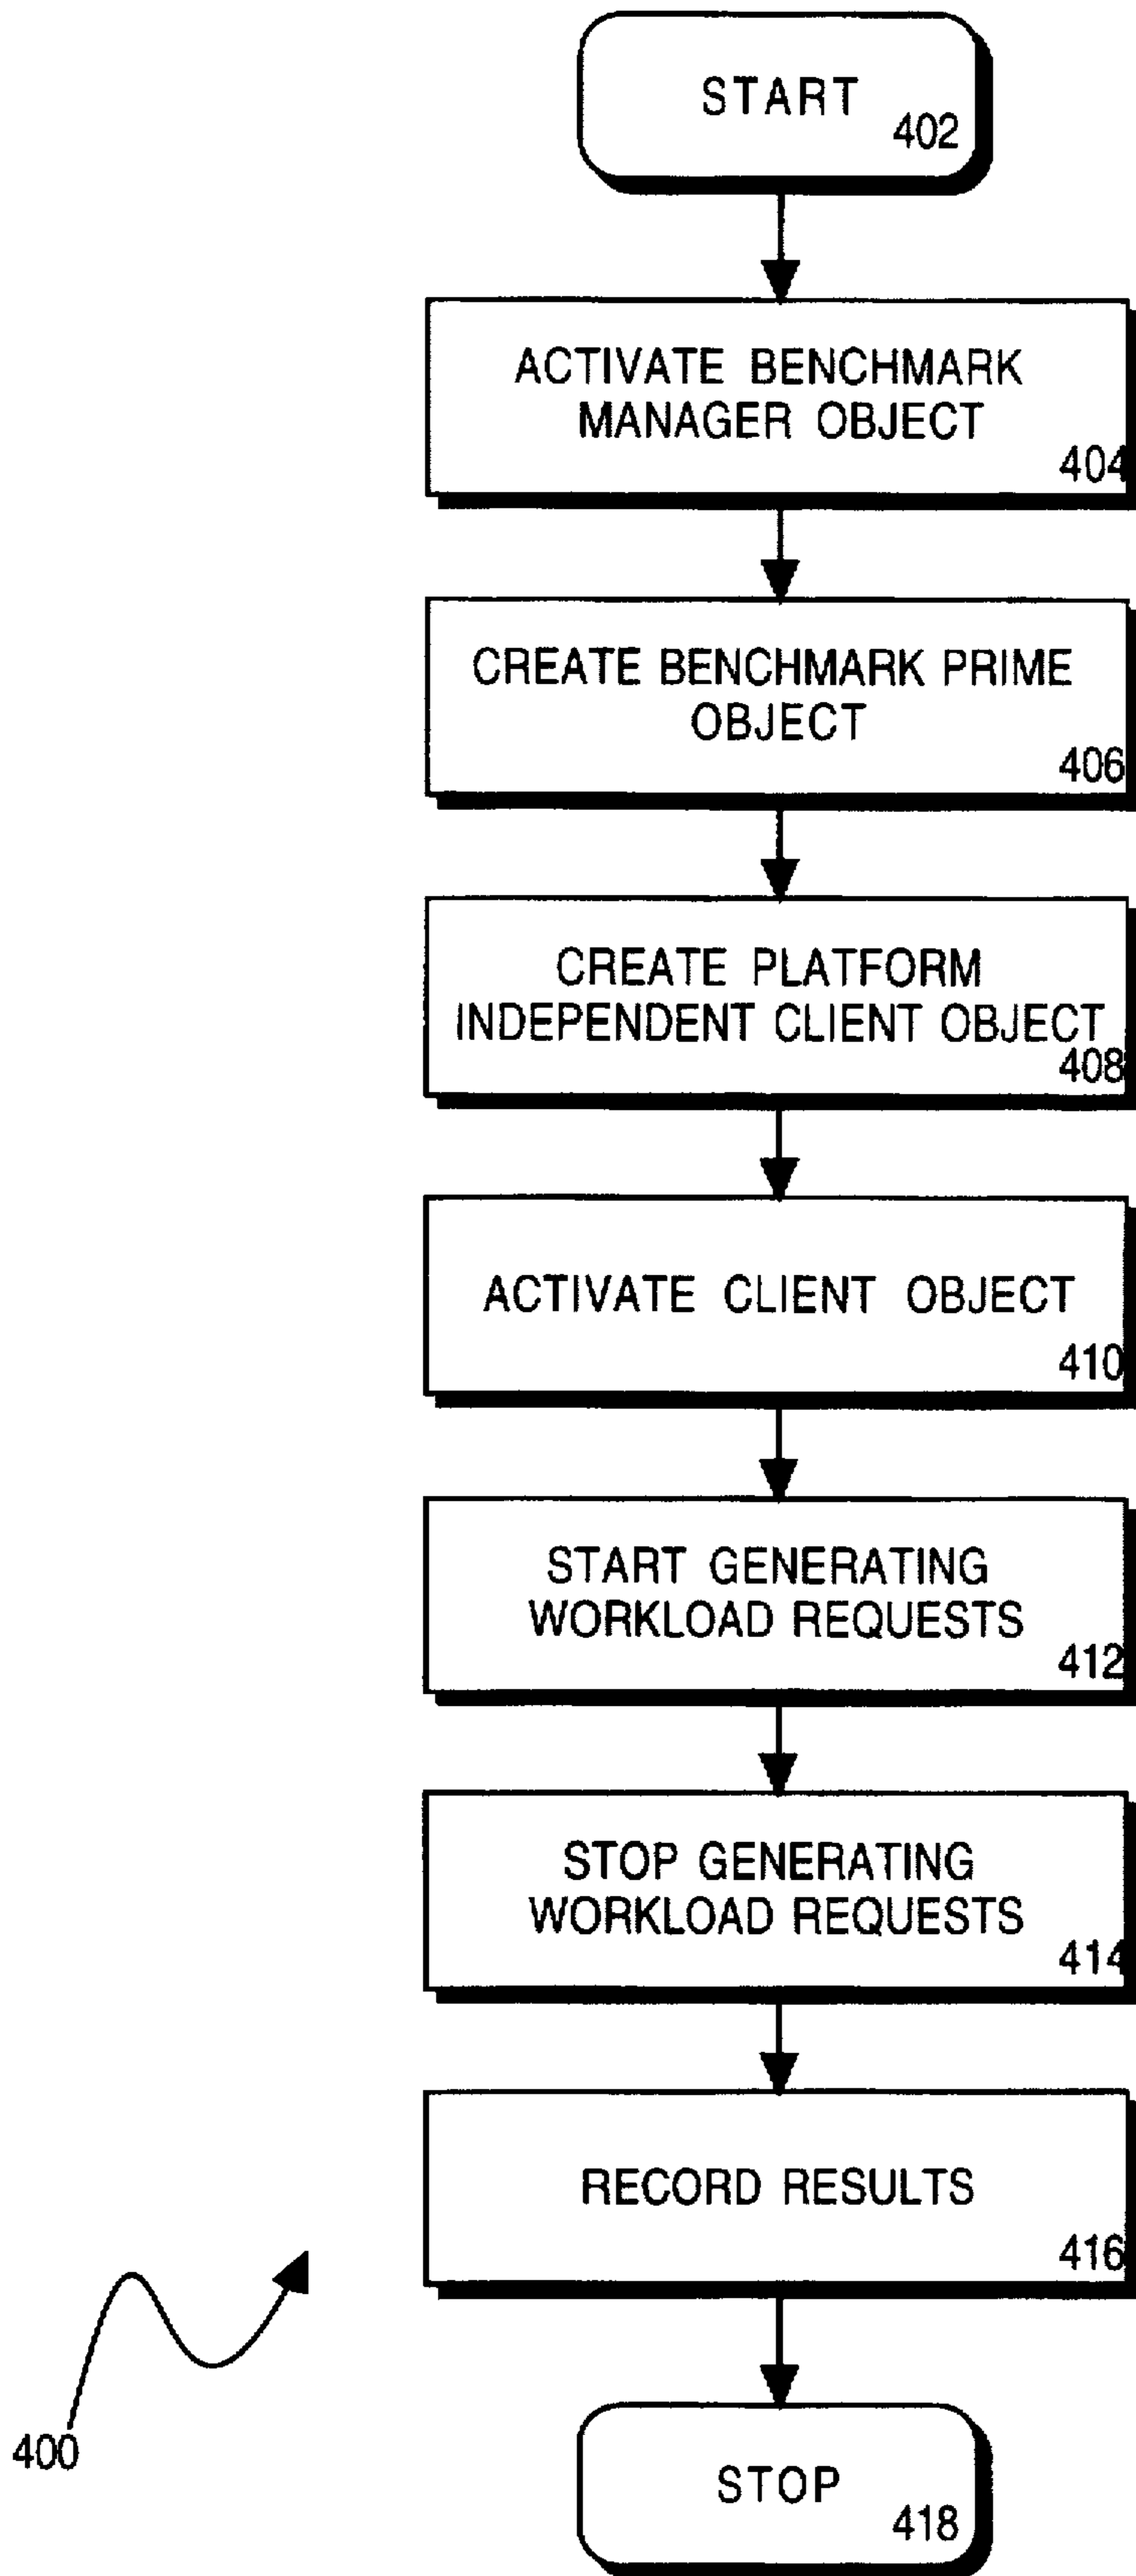 START
402
ACTIVATE BENCHMARK
MANAGER OBJECT
404
CREATE BENCHMARK PRIME
OBJECT
406
CREATE PLATFORM
INDEPENDENT CLIENT OBJECT
408
ACTIVATE CLIENT OBJECT
410
START GENERATING
WORKLOAD REQUESTS
412
STOP GENERATING
WORKLOAD REQUESTS
414
RECORD RESULTS
416
400
STOP
418